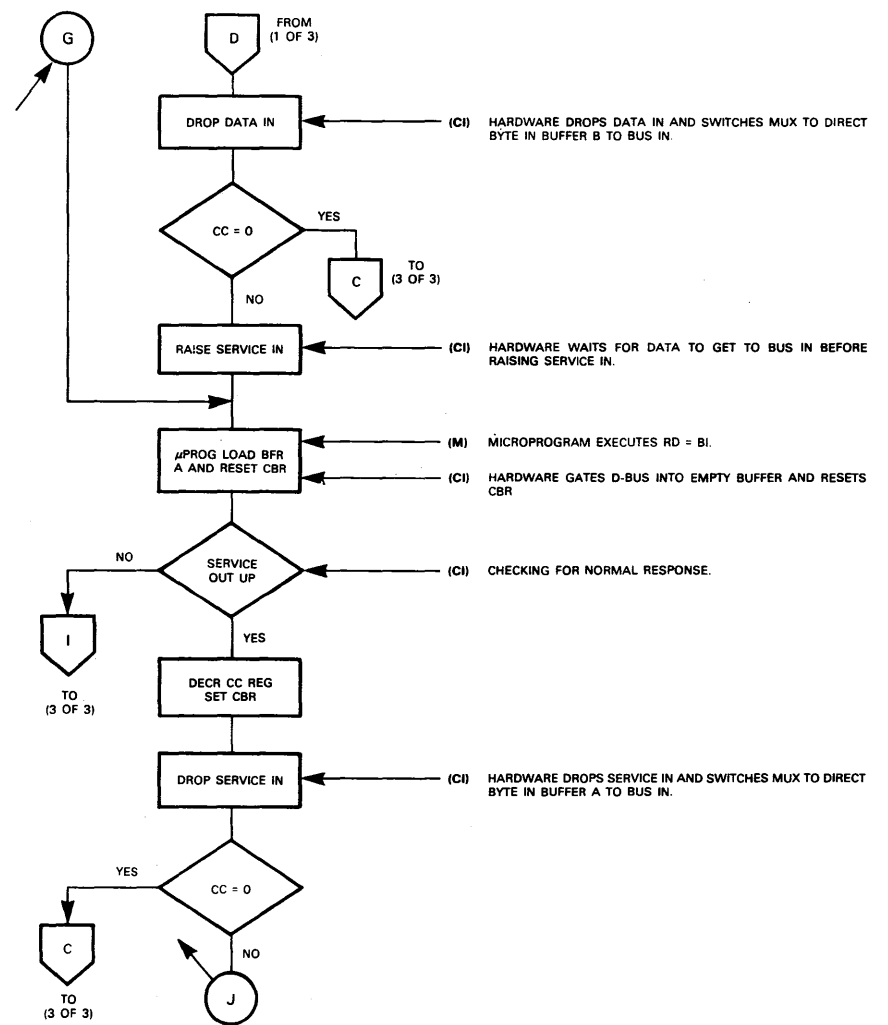 G
D
FROM
(1 OF 3)
DROP DATA IN
(CI) HARDWARE DROPS DATA IN AND SWITCHES MUX TO DIRECT
BYTE IN BUFFER B TO BUS IN.
CC = 0
YES
C
TO
(3 OF 3)
NO
RAISE SERVICE IN
(CI) HARDWARE WAITS FOR DATA TO GET TO BUS IN BEFORE
RAISING SERVICE IN.
μPROG LOAD BFR
A AND RESET CBR
(M) MICROPROGRAM EXECUTES RD = BI.
(CI) HARDWARE GATES D-BUS INTO EMPTY BUFFER AND RESETS
CBR
NO
SERVICE
OUT UP
(CI) CHECKING FOR NORMAL RESPONSE.
I
TO
(3 OF 3)
YES
DECR CC REG
SET CBR
DROP SERVICE IN
(CI) HARDWARE DROPS SERVICE IN AND SWITCHES MUX TO DIRECT
BYTE IN BUFFER A TO BUS IN.
YES
CC = 0
C
TO
(3 OF 3)
NO
J